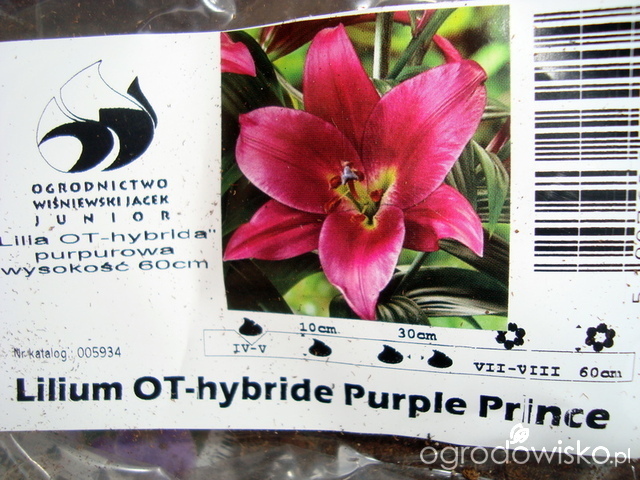 OGRODNICTWO
WIŚNIEWSKI JACEK
JUNIOR
Lilia OT-hybrida"
purpurowa
wysokość 60cm
Nr katalog.: 005934
10cm 30cm
IV-V VII-VIII 60cm
Lilium OT-hybride Purple Prince
ogrodowisko.pl